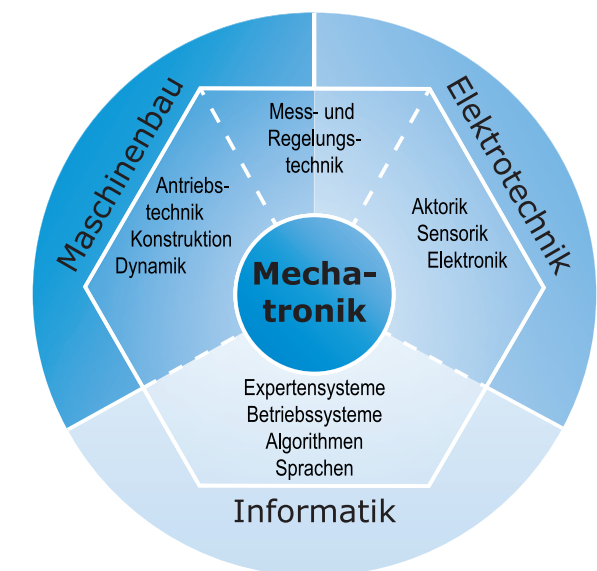 Maschinenbau
Elektrotechnik
Mess- und
Regelungs-
technik
Antriebs-
technik
Konstruktion
Dynamik
Aktorik
Sensorik
Elektronik
Mecha-
tronik
Expertensysteme
Betriebssysteme
Algorithmen
Sprachen
Informatik